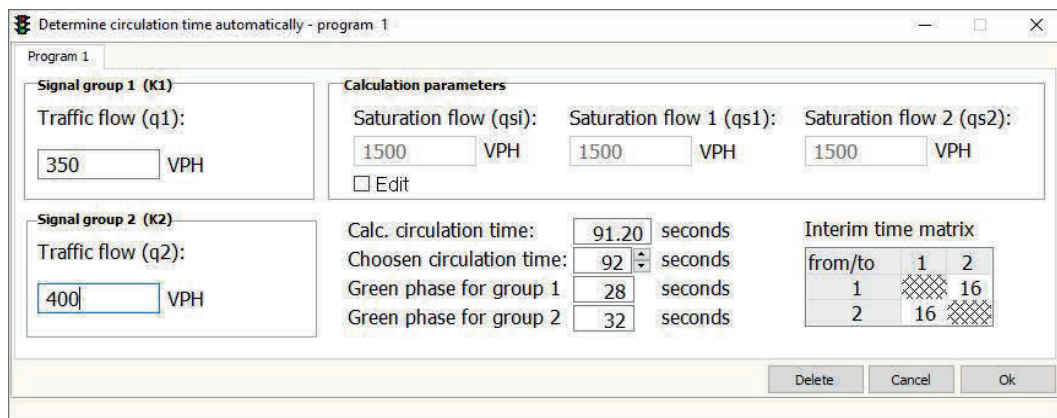 Determine circulation time automatically - program 1
Program 1
Signal group 1 (K1)
Traffic flow (q1):
350 VPH
Calculation parameters
Saturation flow (qsi): Saturation flow 1 (qs1): Saturation flow 2 (qs2):
1500 VPH 1500 VPH 1500 VPH
Edit
Signal group 2 (K2)
Traffic flow (q2):
400 VPH
Calc. circulation time: 91.20 seconds
Choosen circulation time: 92 seconds
Green phase for group 1 28 seconds
Green phase for group 2 32 seconds
Interim time matrix
from/to 1 2
1 16
2 16
Delete Cancel Ok